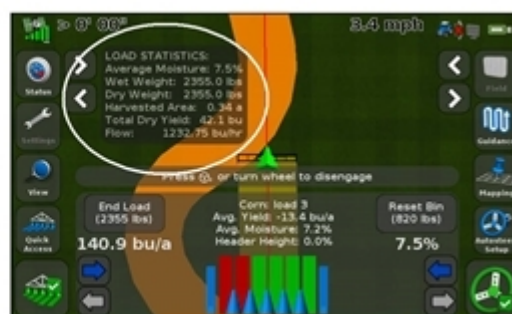 0' 00"
3.4 mph
LOAD STATISTICS:
Average Moisture: 7.5%
Wet Weight: 2355.0 lbs
Dry Weight: 2355.0 lbs
Harvested Area: 0.34 a
Total Dry Yield: 42.1 bu
Flow: 1232.75 bu/hr
Status
Field
Settings
Guidance
Press or turn wheel to disengage
View
Mapping
End Load
(2355 lbs)
Corn: load 3
Avg. Yield: -13.4 bu/a
Avg. Moisture: 7.2%
Header Height: 0.0%
Reset Bin
(820 lbs)
Quick
Access
140.9 bu/a
7.5%
Setup